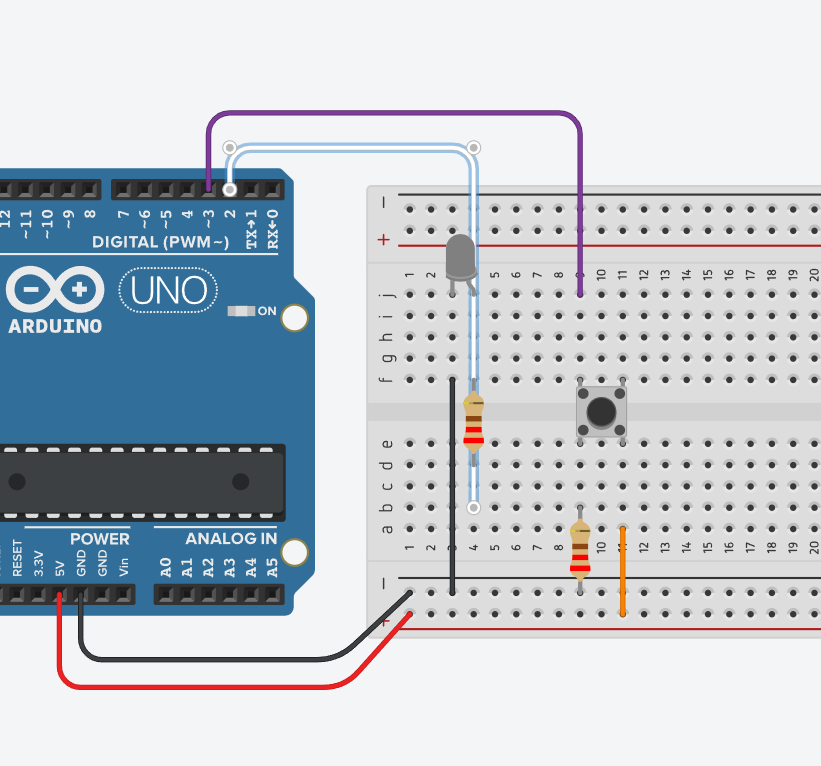 12
~11
~10
~9
8
7
~6
~5
4
~3
2
TX→1
RX←0
DIGITAL (PWM~)
UNO
ARDUINO
ON
POWER
ANALOG IN
RESET
3.3V
5V
GND
GND
Vin
A0
A1
A2
A3
A4
A5
−
+
1 2 5 6 7 8 9 10 11 12 13 14 15 16 17 18 19 20
j
i
h
g
f
e
d
c
b
a
1 2 3 4 5 6 7 8 10 11 12 13 14 15 16 17 18 19 20
−
+